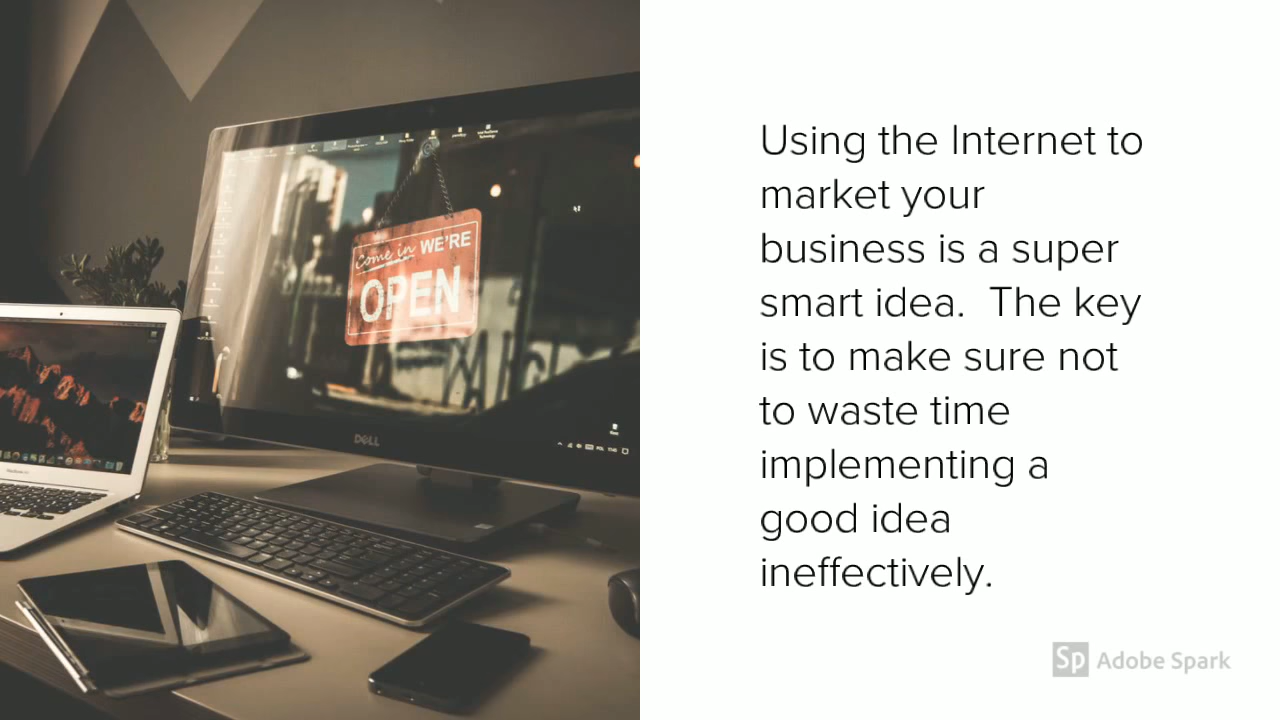 Come in WE'RE
OPEN
DELL
Using the Internet to
market your
business is a super
smart idea.  The key
is to make sure not
to waste time
implementing a
good idea
ineffectively.
Sp Adobe Spark